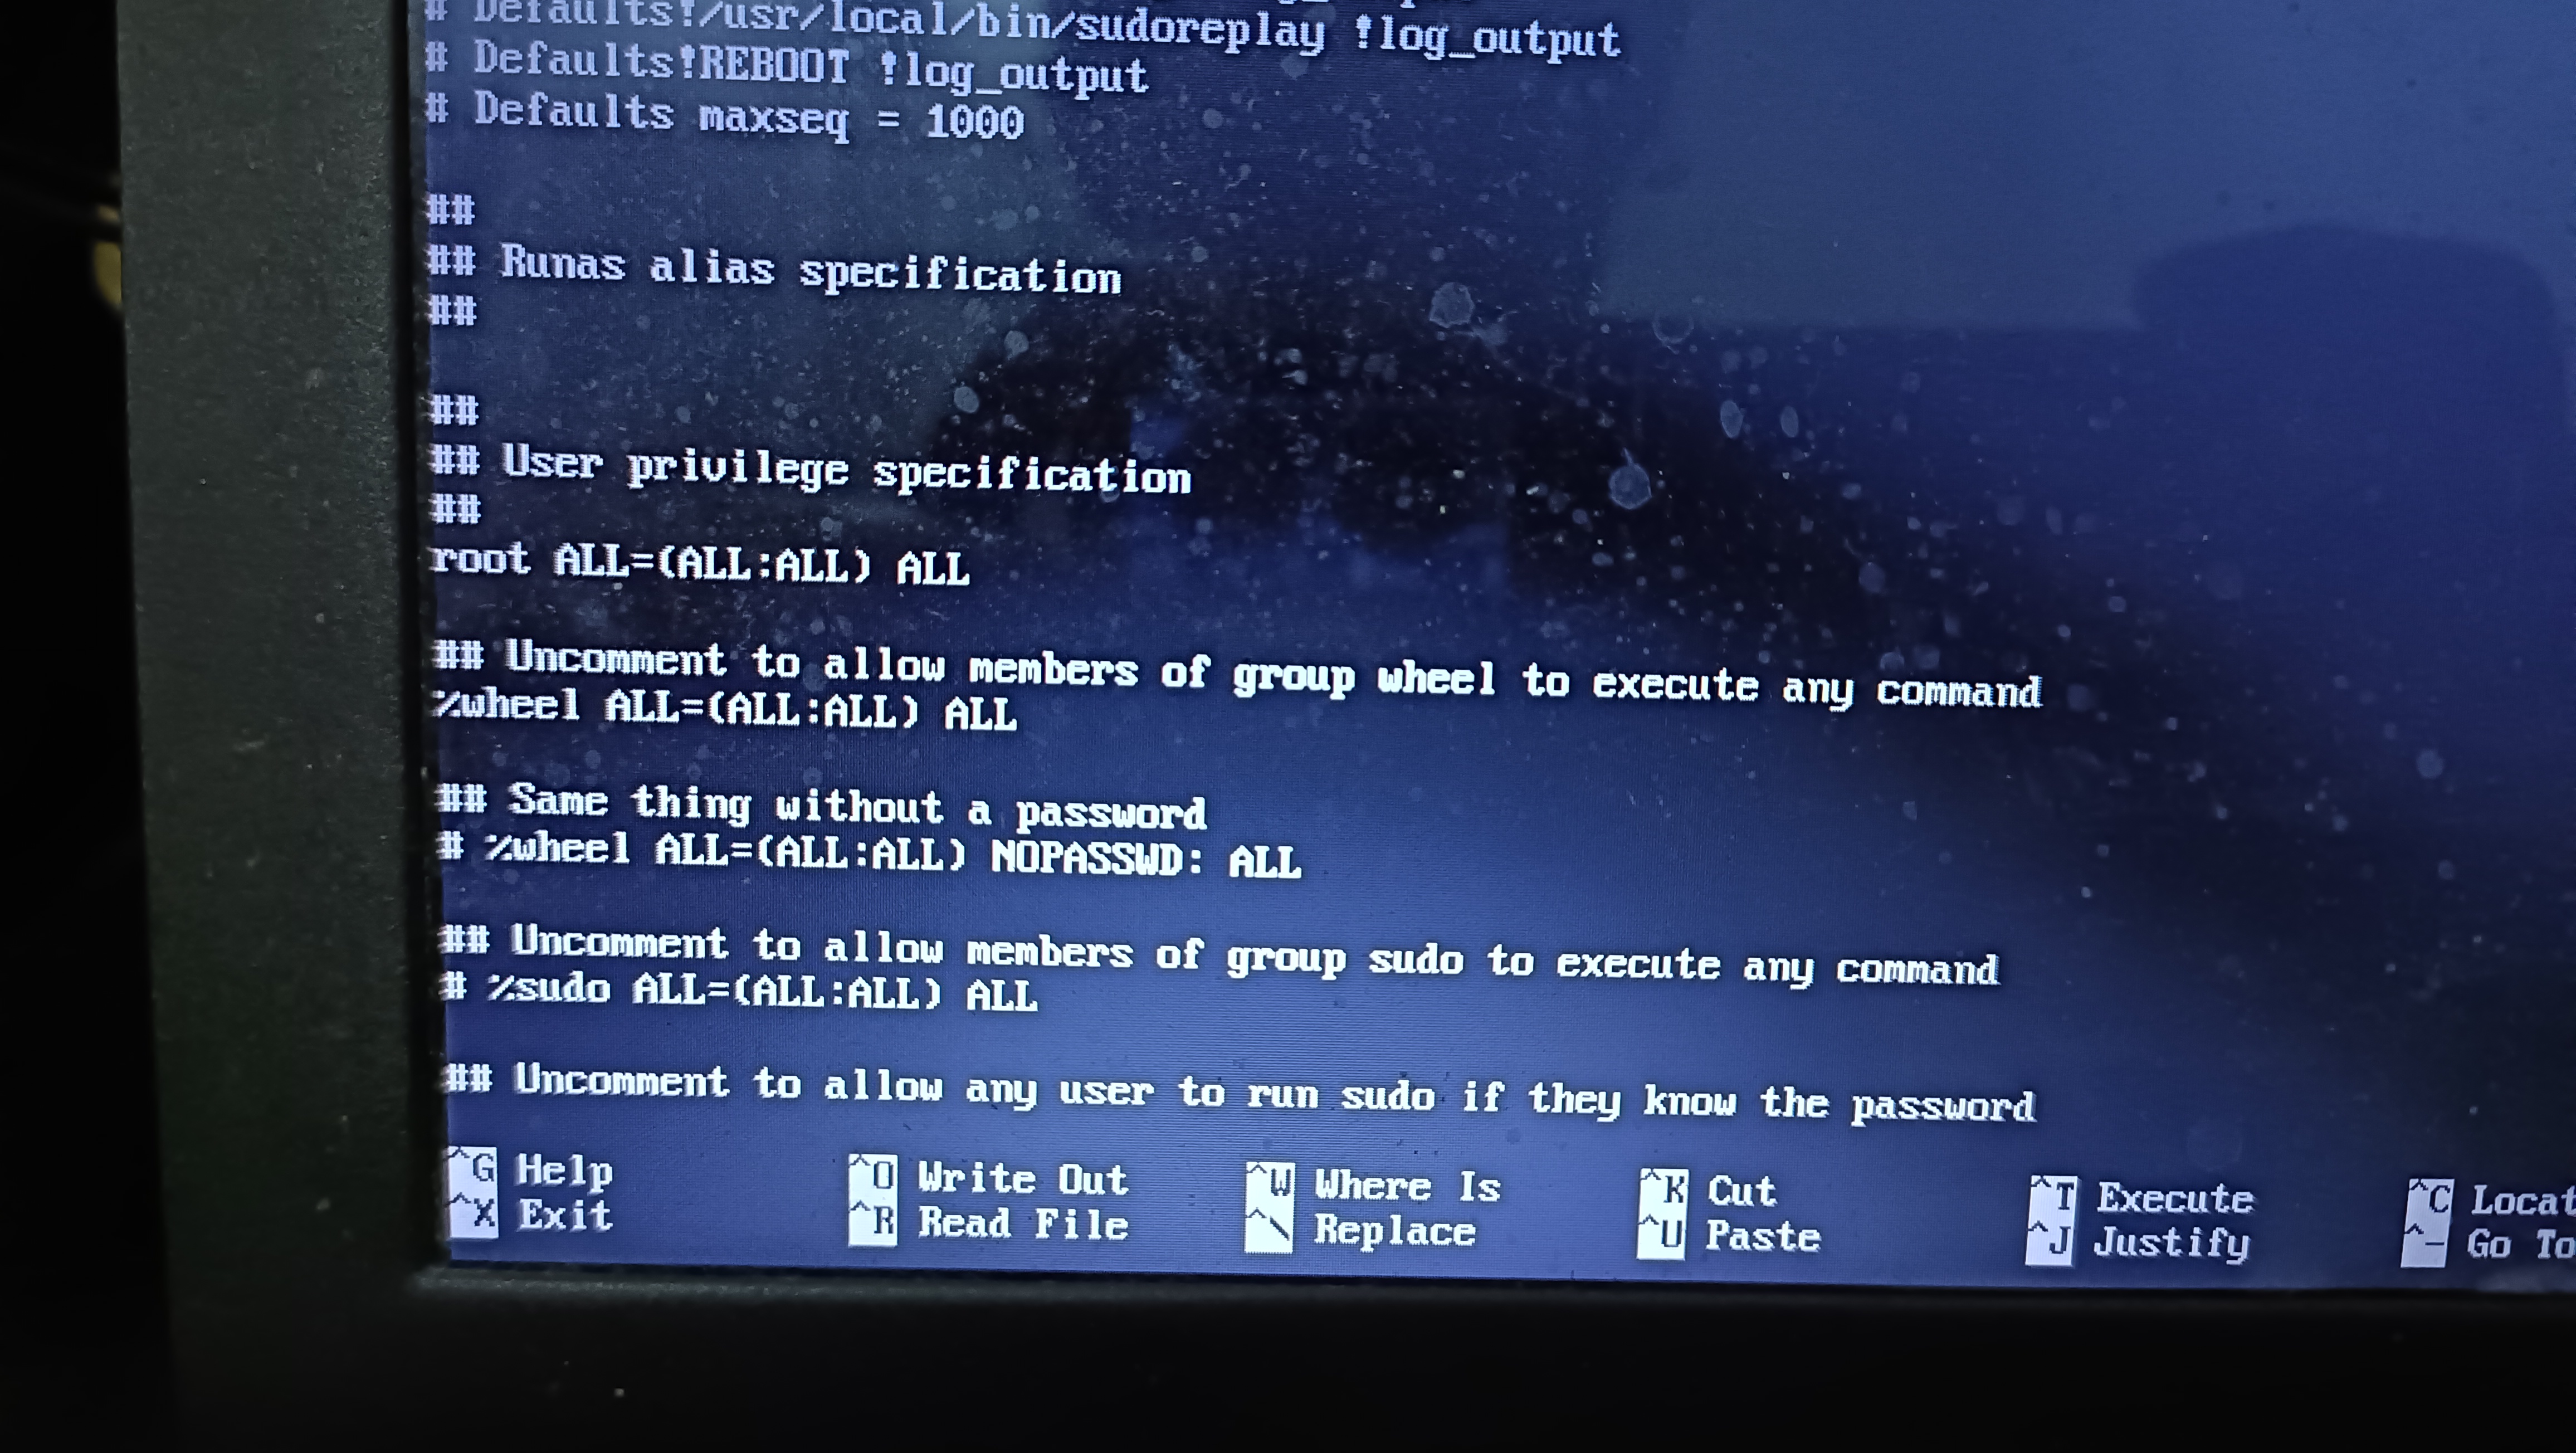 # Defaults!/usr/local/bin/sudoreplay !log_output
# Defaults!REBOOT !log_output
# Defaults maxseq = 1000
##
## Runas alias specification
##
##
## User privilege specification
##
root ALL=(ALL:ALL) ALL
## Uncomment to allow members of group wheel to execute any command
%wheel ALL=(ALL:ALL) ALL
## Same thing without a password
# %wheel ALL=(ALL:ALL) NOPASSWD: ALL
## Uncomment to allow members of group sudo to execute any command
# %sudo ALL=(ALL:ALL) ALL
## Uncomment to allow any user to run sudo if they know the password
^G Help ^O Write Out ^W Where Is ^K Cut ^T Execute ^C Locat
^X Exit ^R Read File ^\ Replace ^U Paste ^J Justify ^_ Go To